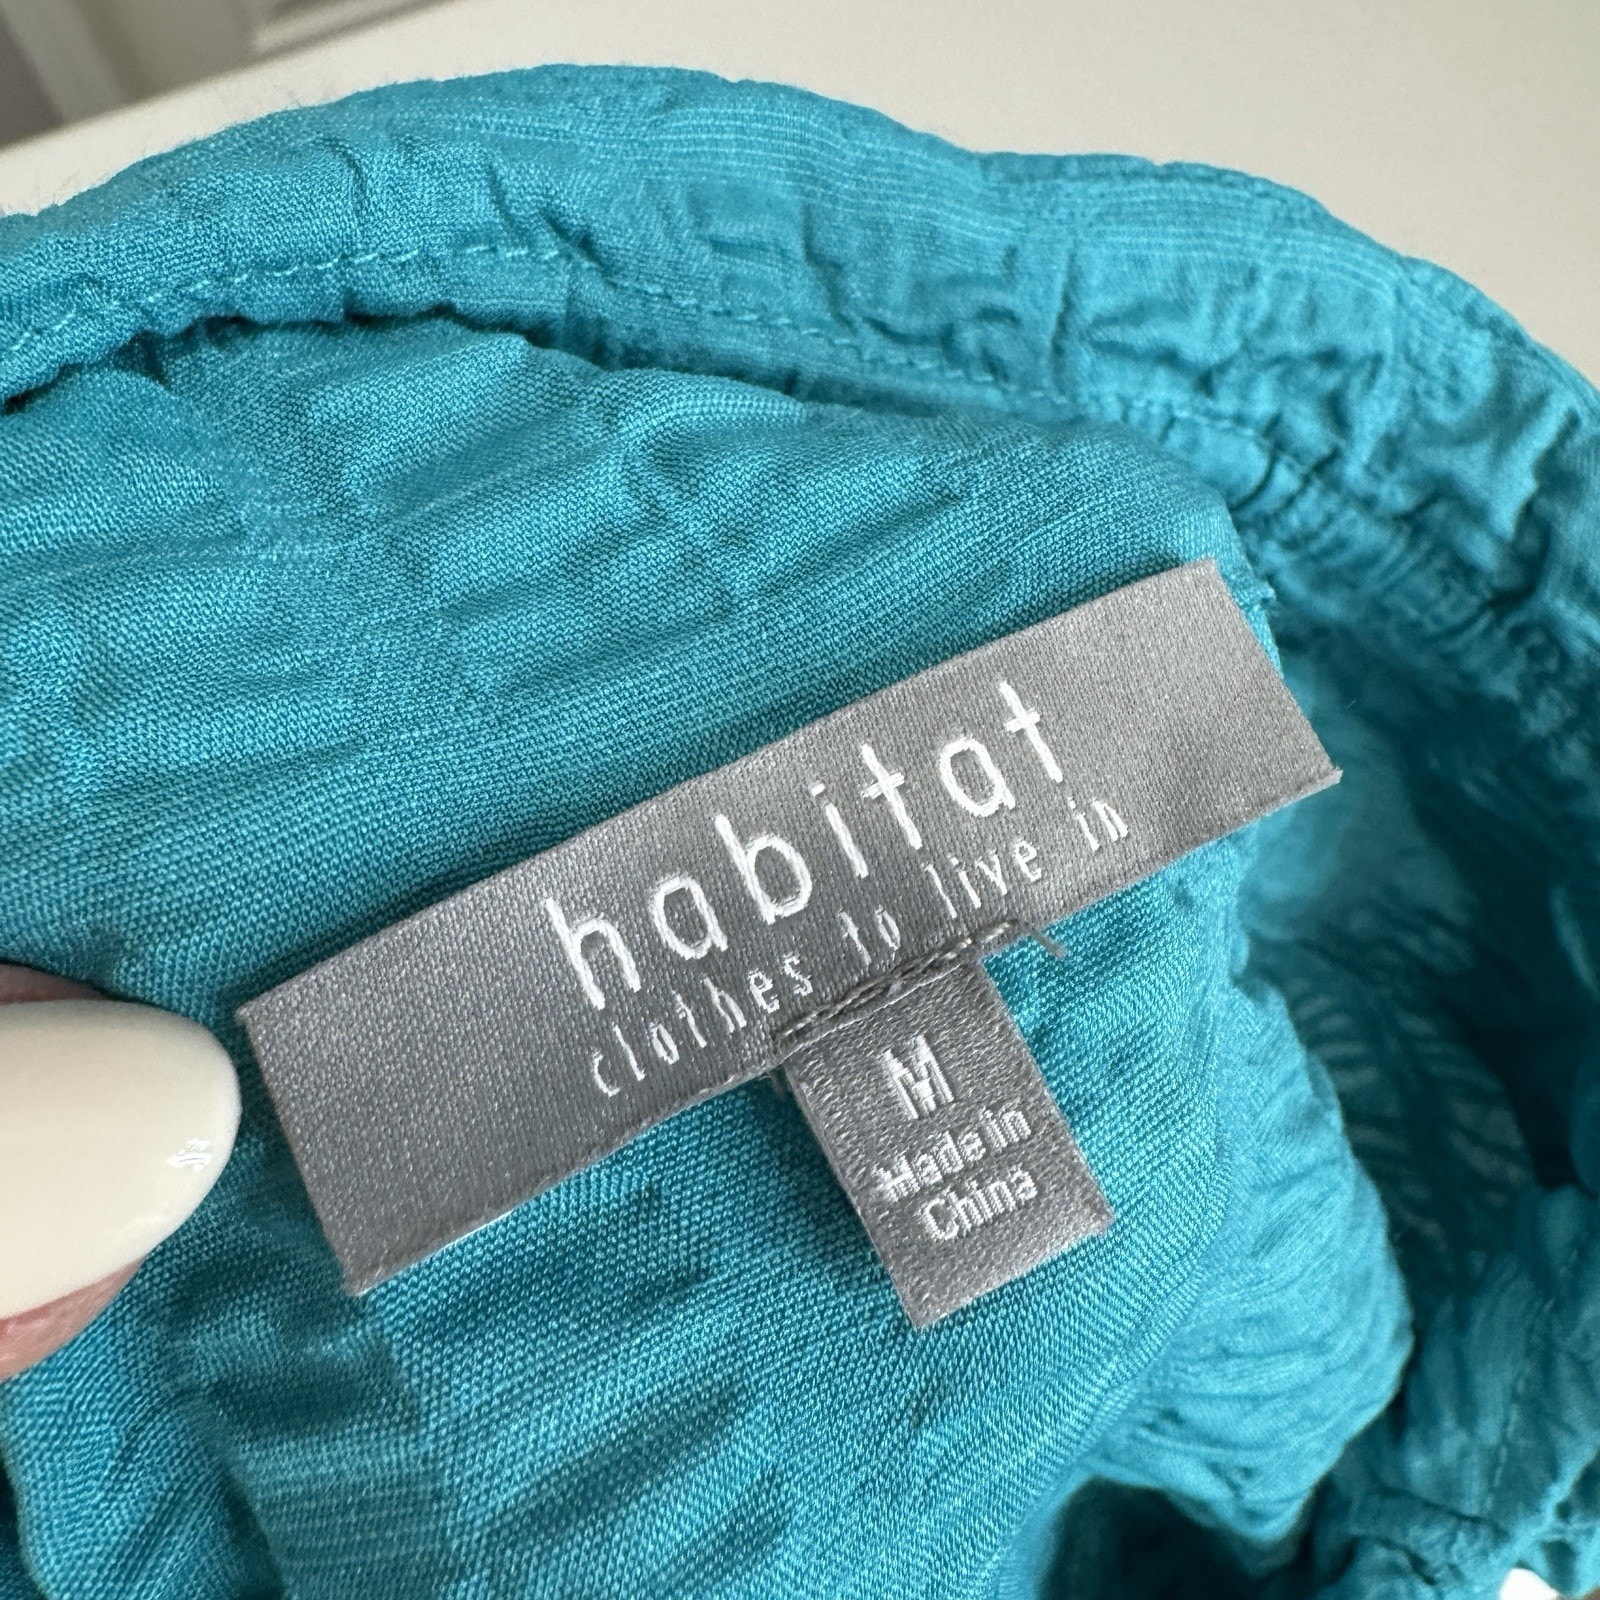 habitat
clothes to live in
M
Made in
China